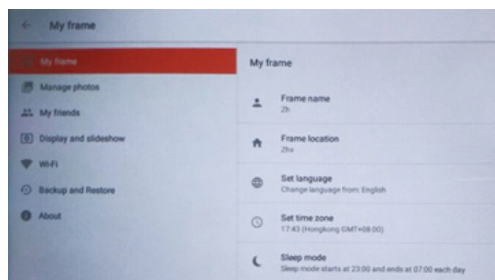 My frame
My frame
Manage photos
My friends
Display and slideshow
Wi-Fi
Backup and Restore
About
My frame
Frame name
Zh
Frame location
Zhx
Set language
Change language from: English
Set time zone
17:43 (Hongkong GMT+08:00)
Sleep mode
Sleep mode starts at 23:00 and ends at 07:00 each day